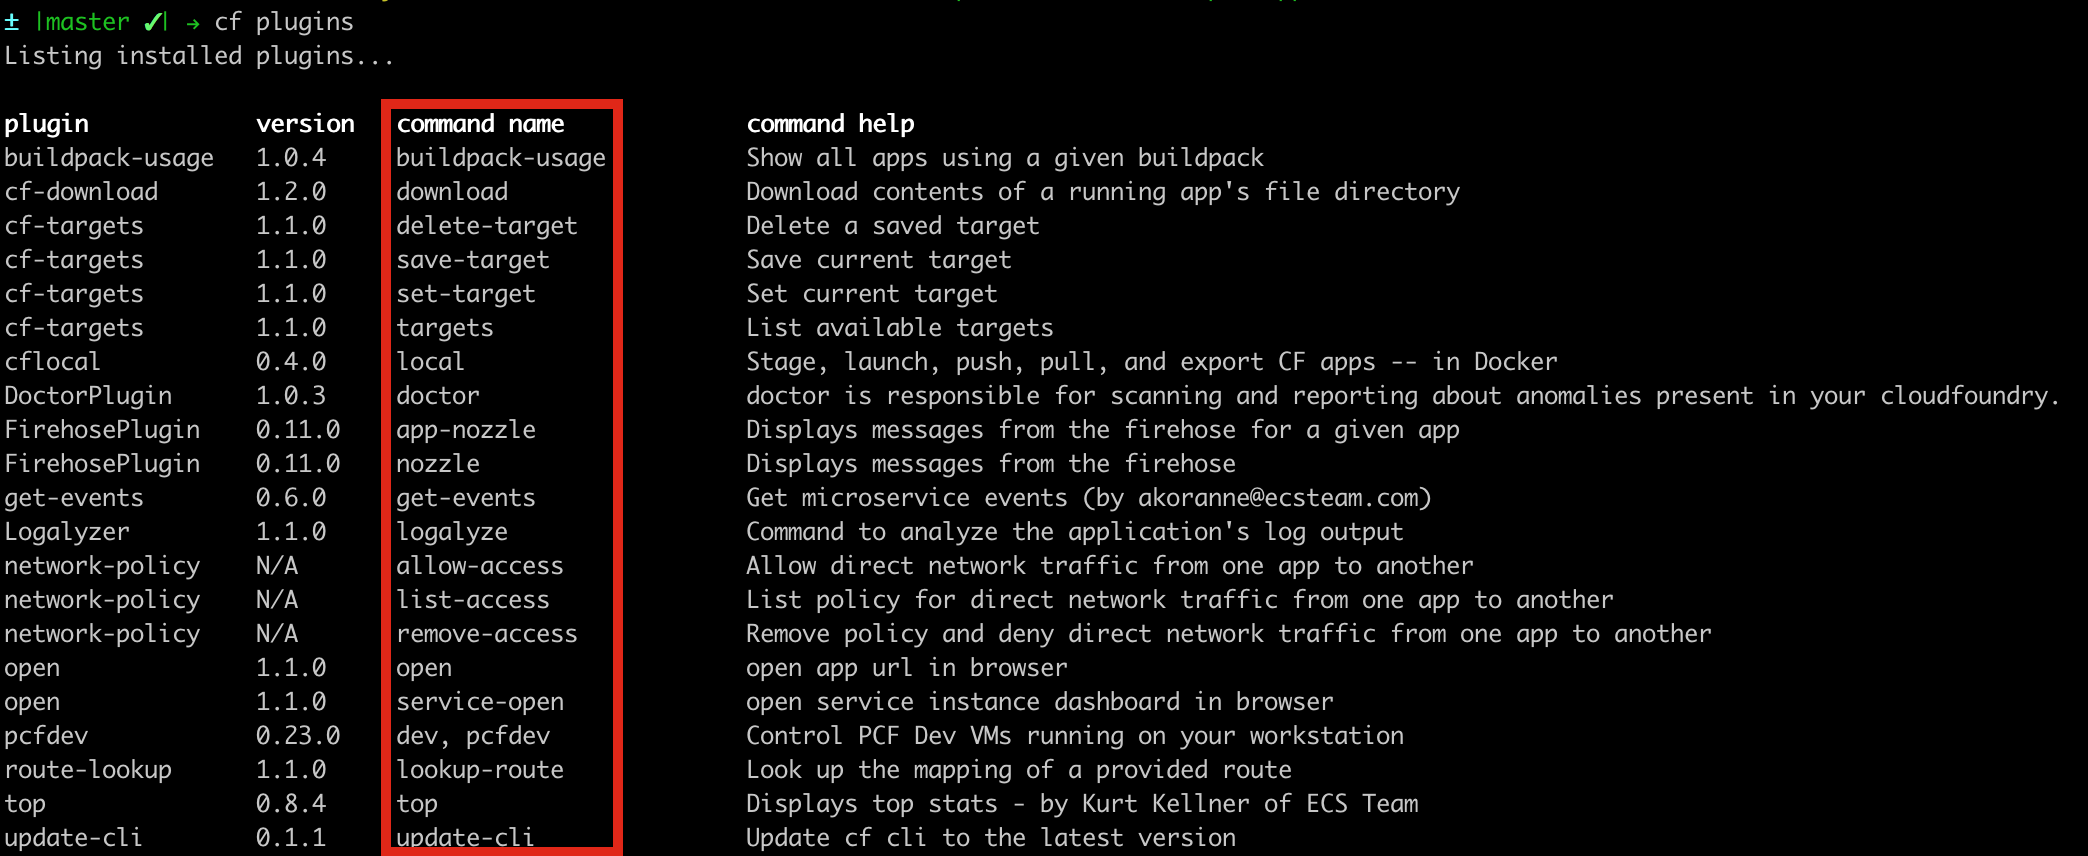 ± |master ✓| → cf plugins
Listing installed plugins...
plugin version command name command help
buildpack-usage 1.0.4 buildpack-usage Show all apps using a given buildpack
cf-download 1.2.0 download Download contents of a running app's file directory
cf-targets 1.1.0 delete-target Delete a saved target
cf-targets 1.1.0 save-target Save current target
cf-targets 1.1.0 set-target Set current target
cf-targets 1.1.0 targets List available targets
cflocal 0.4.0 local Stage, launch, push, pull, and export CF apps -- in Docker
DoctorPlugin 1.0.3 doctor doctor is responsible for scanning and reporting about anomalies present in your cloudfoundry.
FirehosePlugin 0.11.0 app-nozzle Displays messages from the firehose for a given app
FirehosePlugin 0.11.0 nozzle Displays messages from the firehose
get-events 0.6.0 get-events Get microservice events (by akoranne@ecsteam.com)
Logalyzer 1.1.0 logalyze Command to analyze the application's log output
network-policy N/A allow-access Allow direct network traffic from one app to another
network-policy N/A list-access List policy for direct network traffic from one app to another
network-policy N/A remove-access Remove policy and deny direct network traffic from one app to another
open 1.1.0 open open app url in browser
open 1.1.0 service-open open service instance dashboard in browser
pcfdev 0.23.0 dev, pcfdev Control PCF Dev VMs running on your workstation
route-lookup 1.1.0 lookup-route Look up the mapping of a provided route
top 0.8.4 top Displays top stats - by Kurt Kellner of ECS Team
update-cli 0.1.1 update-cli Update cf cli to the latest version